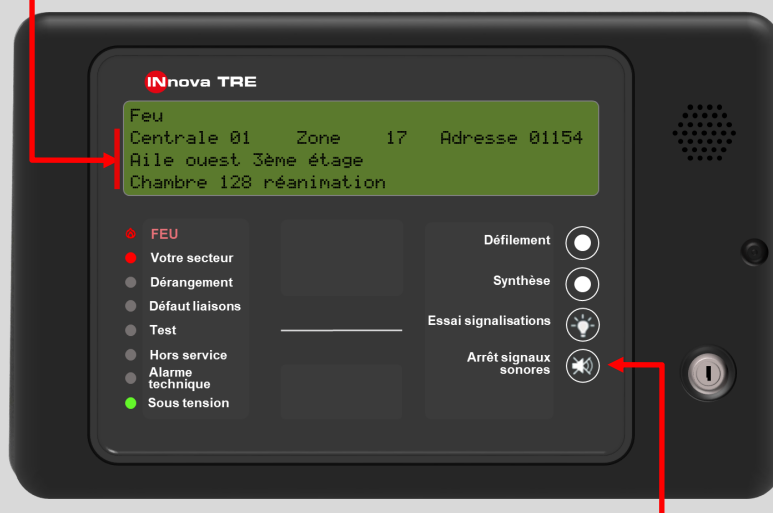 INnova TRE
Feu
Centrale 01 Zone 17 Adresse 01154
Aile ouest 3ème étage
Chambre 128 réanimation
FEU
Votre secteur
Dérangement
Défaut liaisons
Test
Hors service
Alarme
technique
Sous tension
Défilement
Synthèse
Essai signalisations
Arrêt signaux
sonores